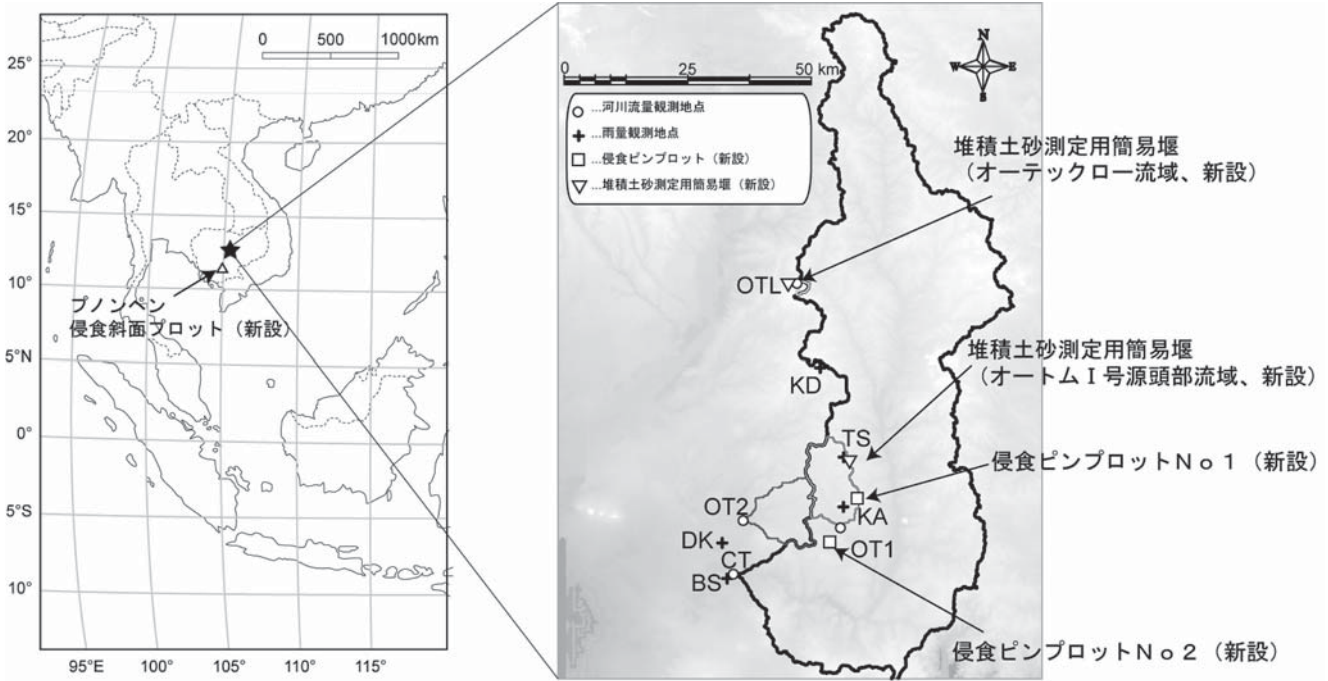 0 500 1000km
25°
20°
15°
10°
5°N
0°
5°S
10°
95°E 100° 105° 110° 115°
プノンペン
侵食斜面プロット（新設）
0 25 50 km
N
W E
S
○ ...河川流量観測地点
+ ...雨量観測地点
□ ...侵食ピンプロット（新設）
▽ ...堆積土砂測定用簡易堰（新設）
堆積土砂測定用簡易堰
（オーテックロー流域、新設）
OTL
堆積土砂測定用簡易堰
（オートムⅠ号源頭部流域、新設）
KD
TS
侵食ピンプロットＮｏ１（新設）
OT2
KA
DK
OT1
CT
BS
侵食ピンプロットＮｏ２（新設）